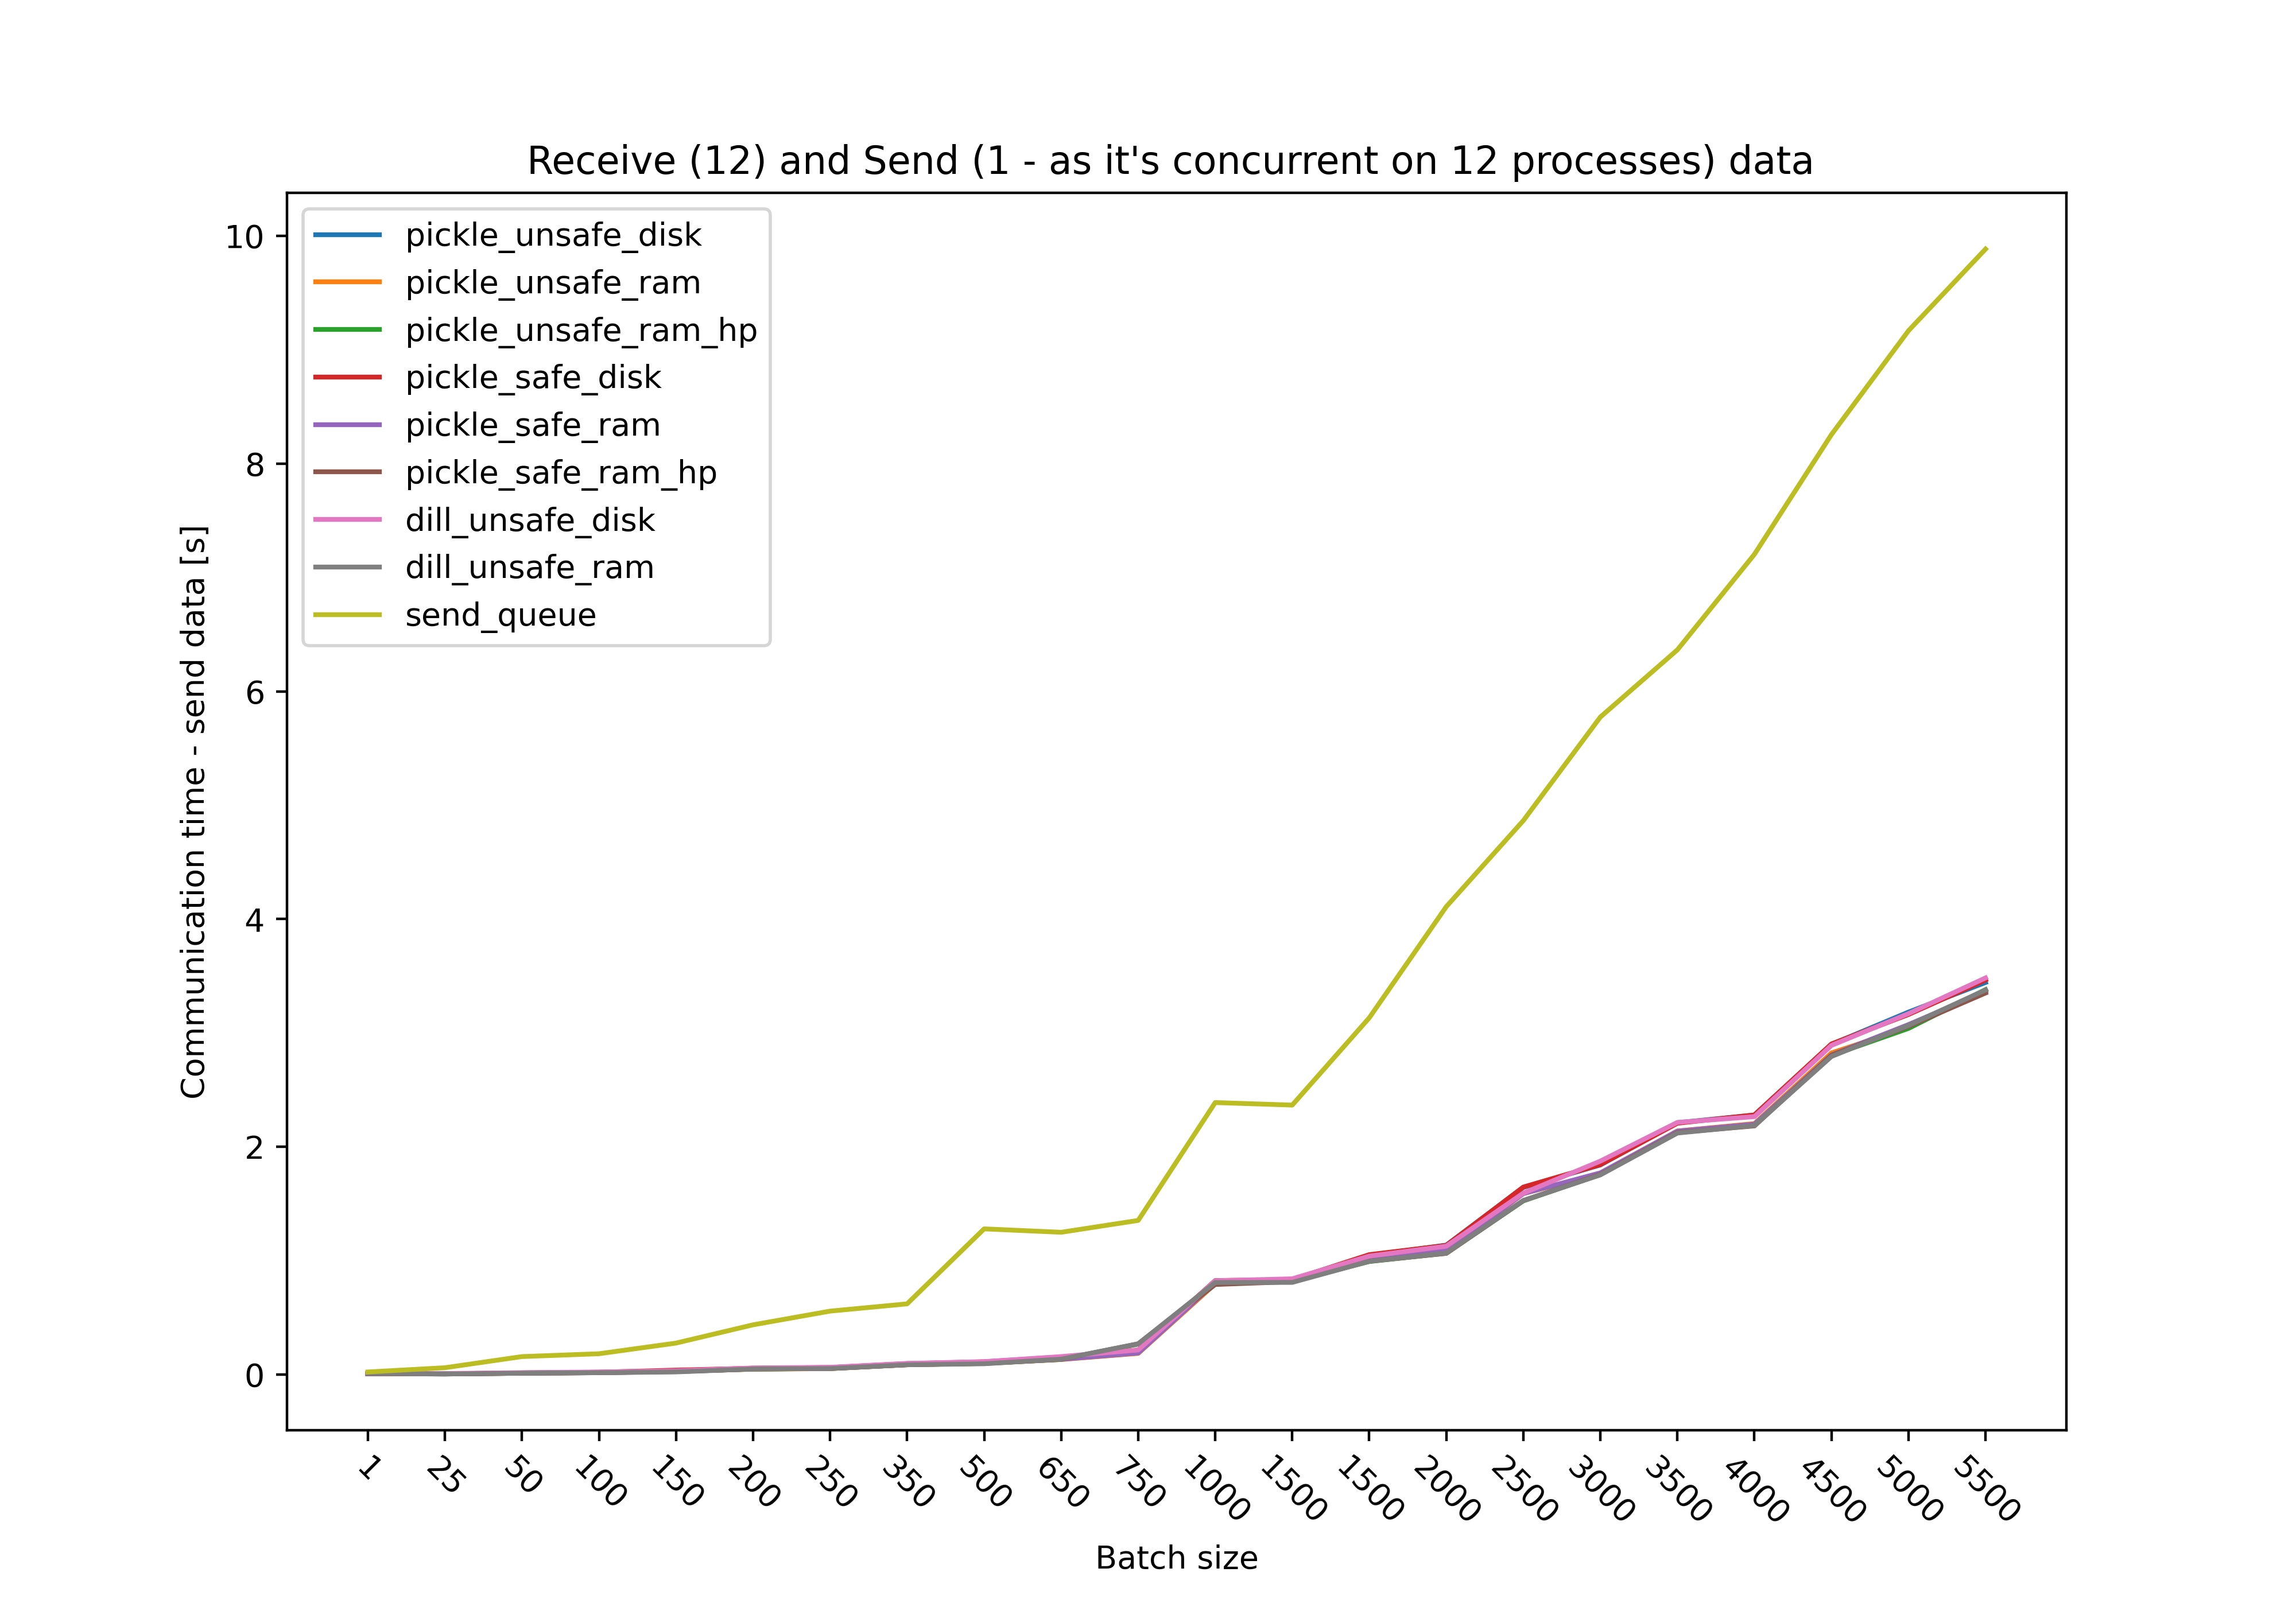 Receive (12) and Send (1 - as it's concurrent on 12 processes) data
pickle_unsafe_disk
pickle_unsafe_ram
pickle_unsafe_ram_hp
pickle_safe_disk
pickle_safe_ram
pickle_safe_ram_hp
dill_unsafe_disk
dill_unsafe_ram
send_queue
Communication time - send data [s]
10
8
6
4
2
0
1 25 50 100 150 200 250 350 500 650 750 1000 1500 1500 2000 2500 3000 3500 4000 4500 5000 5500
Batch size